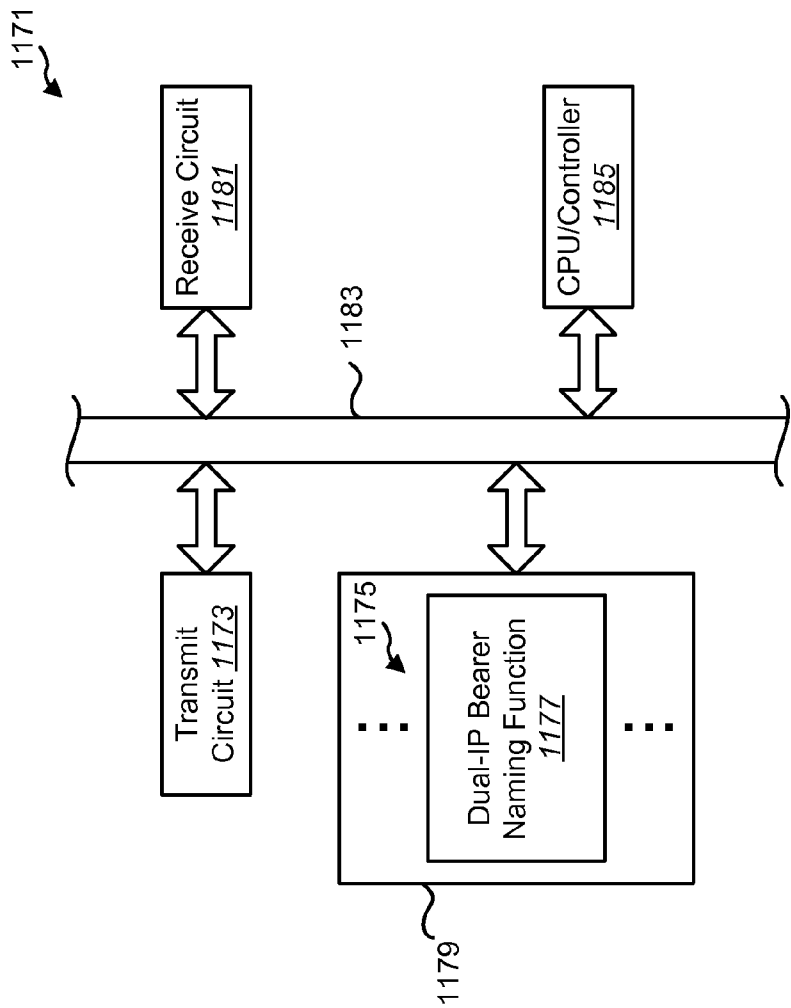 1171
Transmit
Circuit 1173
Receive Circuit
1181
1183
1175
Dual-IP Bearer
Naming Function
1177
CPU/Controller
1185
1179